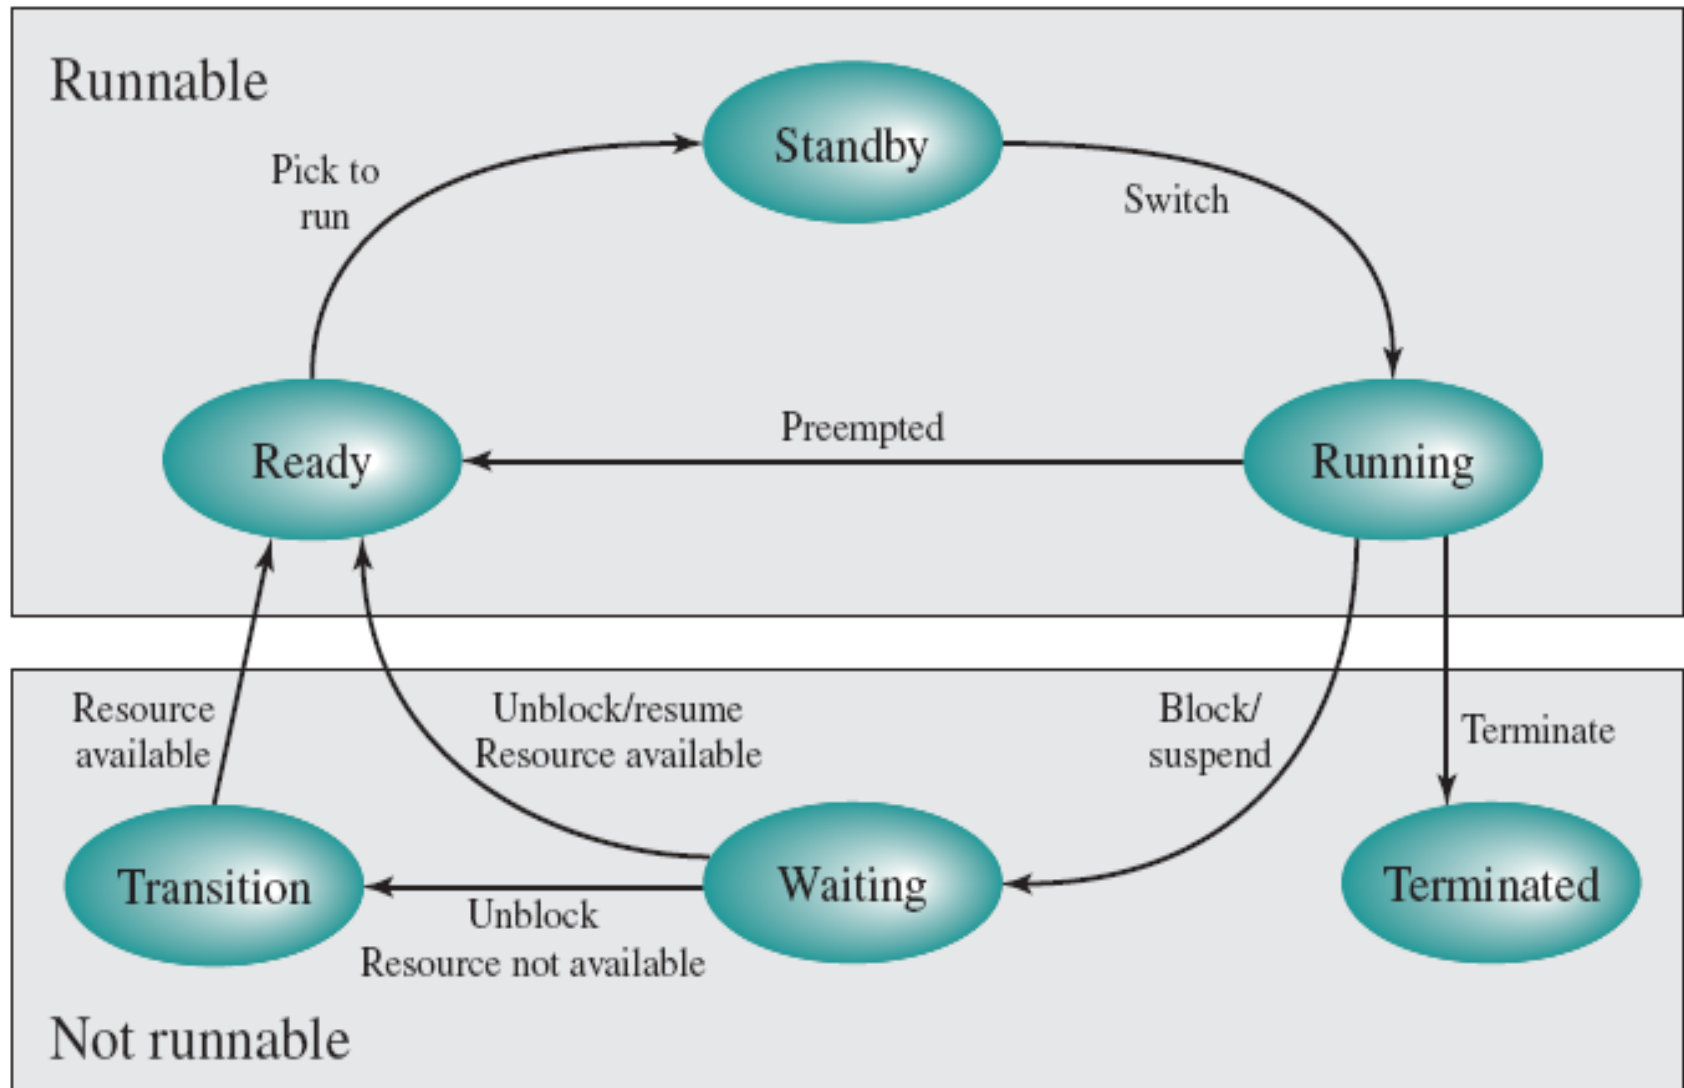 Runnable
Standby
Pick to
run
Switch
Preempted
Ready
Running
Resource
available
Unblock/resume
Resource available
Block/
suspend
Terminate
Transition
Waiting
Terminated
Unblock
Resource not available
Not runnable